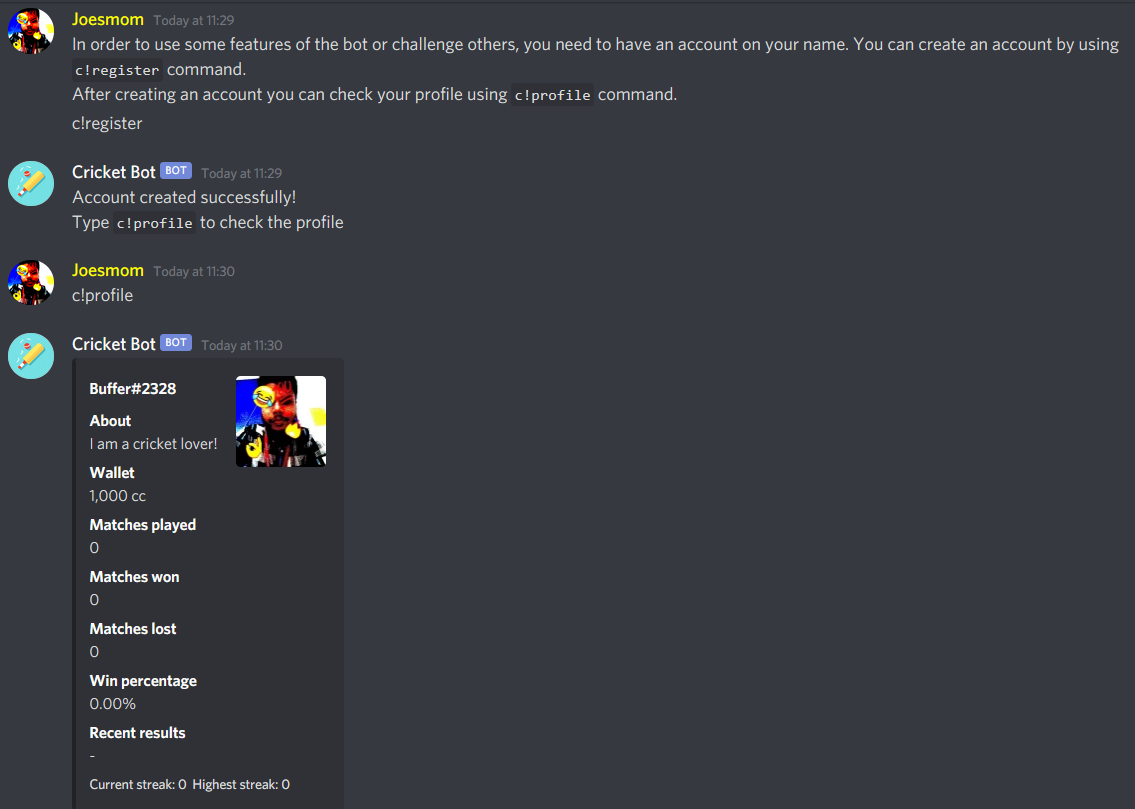 Joesmom Today at 11:29
In order to use some features of the bot or challenge others, you need to have an account on your name. You can create an account by using
c!register command.
After creating an account you can check your profile using c!profile command.
c!register
Cricket Bot BOT Today at 11:29
Account created successfully!
Type c!profile to check the profile
Joesmom Today at 11:30
c!profile
Cricket Bot BOT Today at 11:30
Buffer#2328
About
I am a cricket lover!
Wallet
1,000 cc
Matches played
0
Matches won
0
Matches lost
0
Win percentage
0.00%
Recent results
-
Current streak: 0 Highest streak: 0